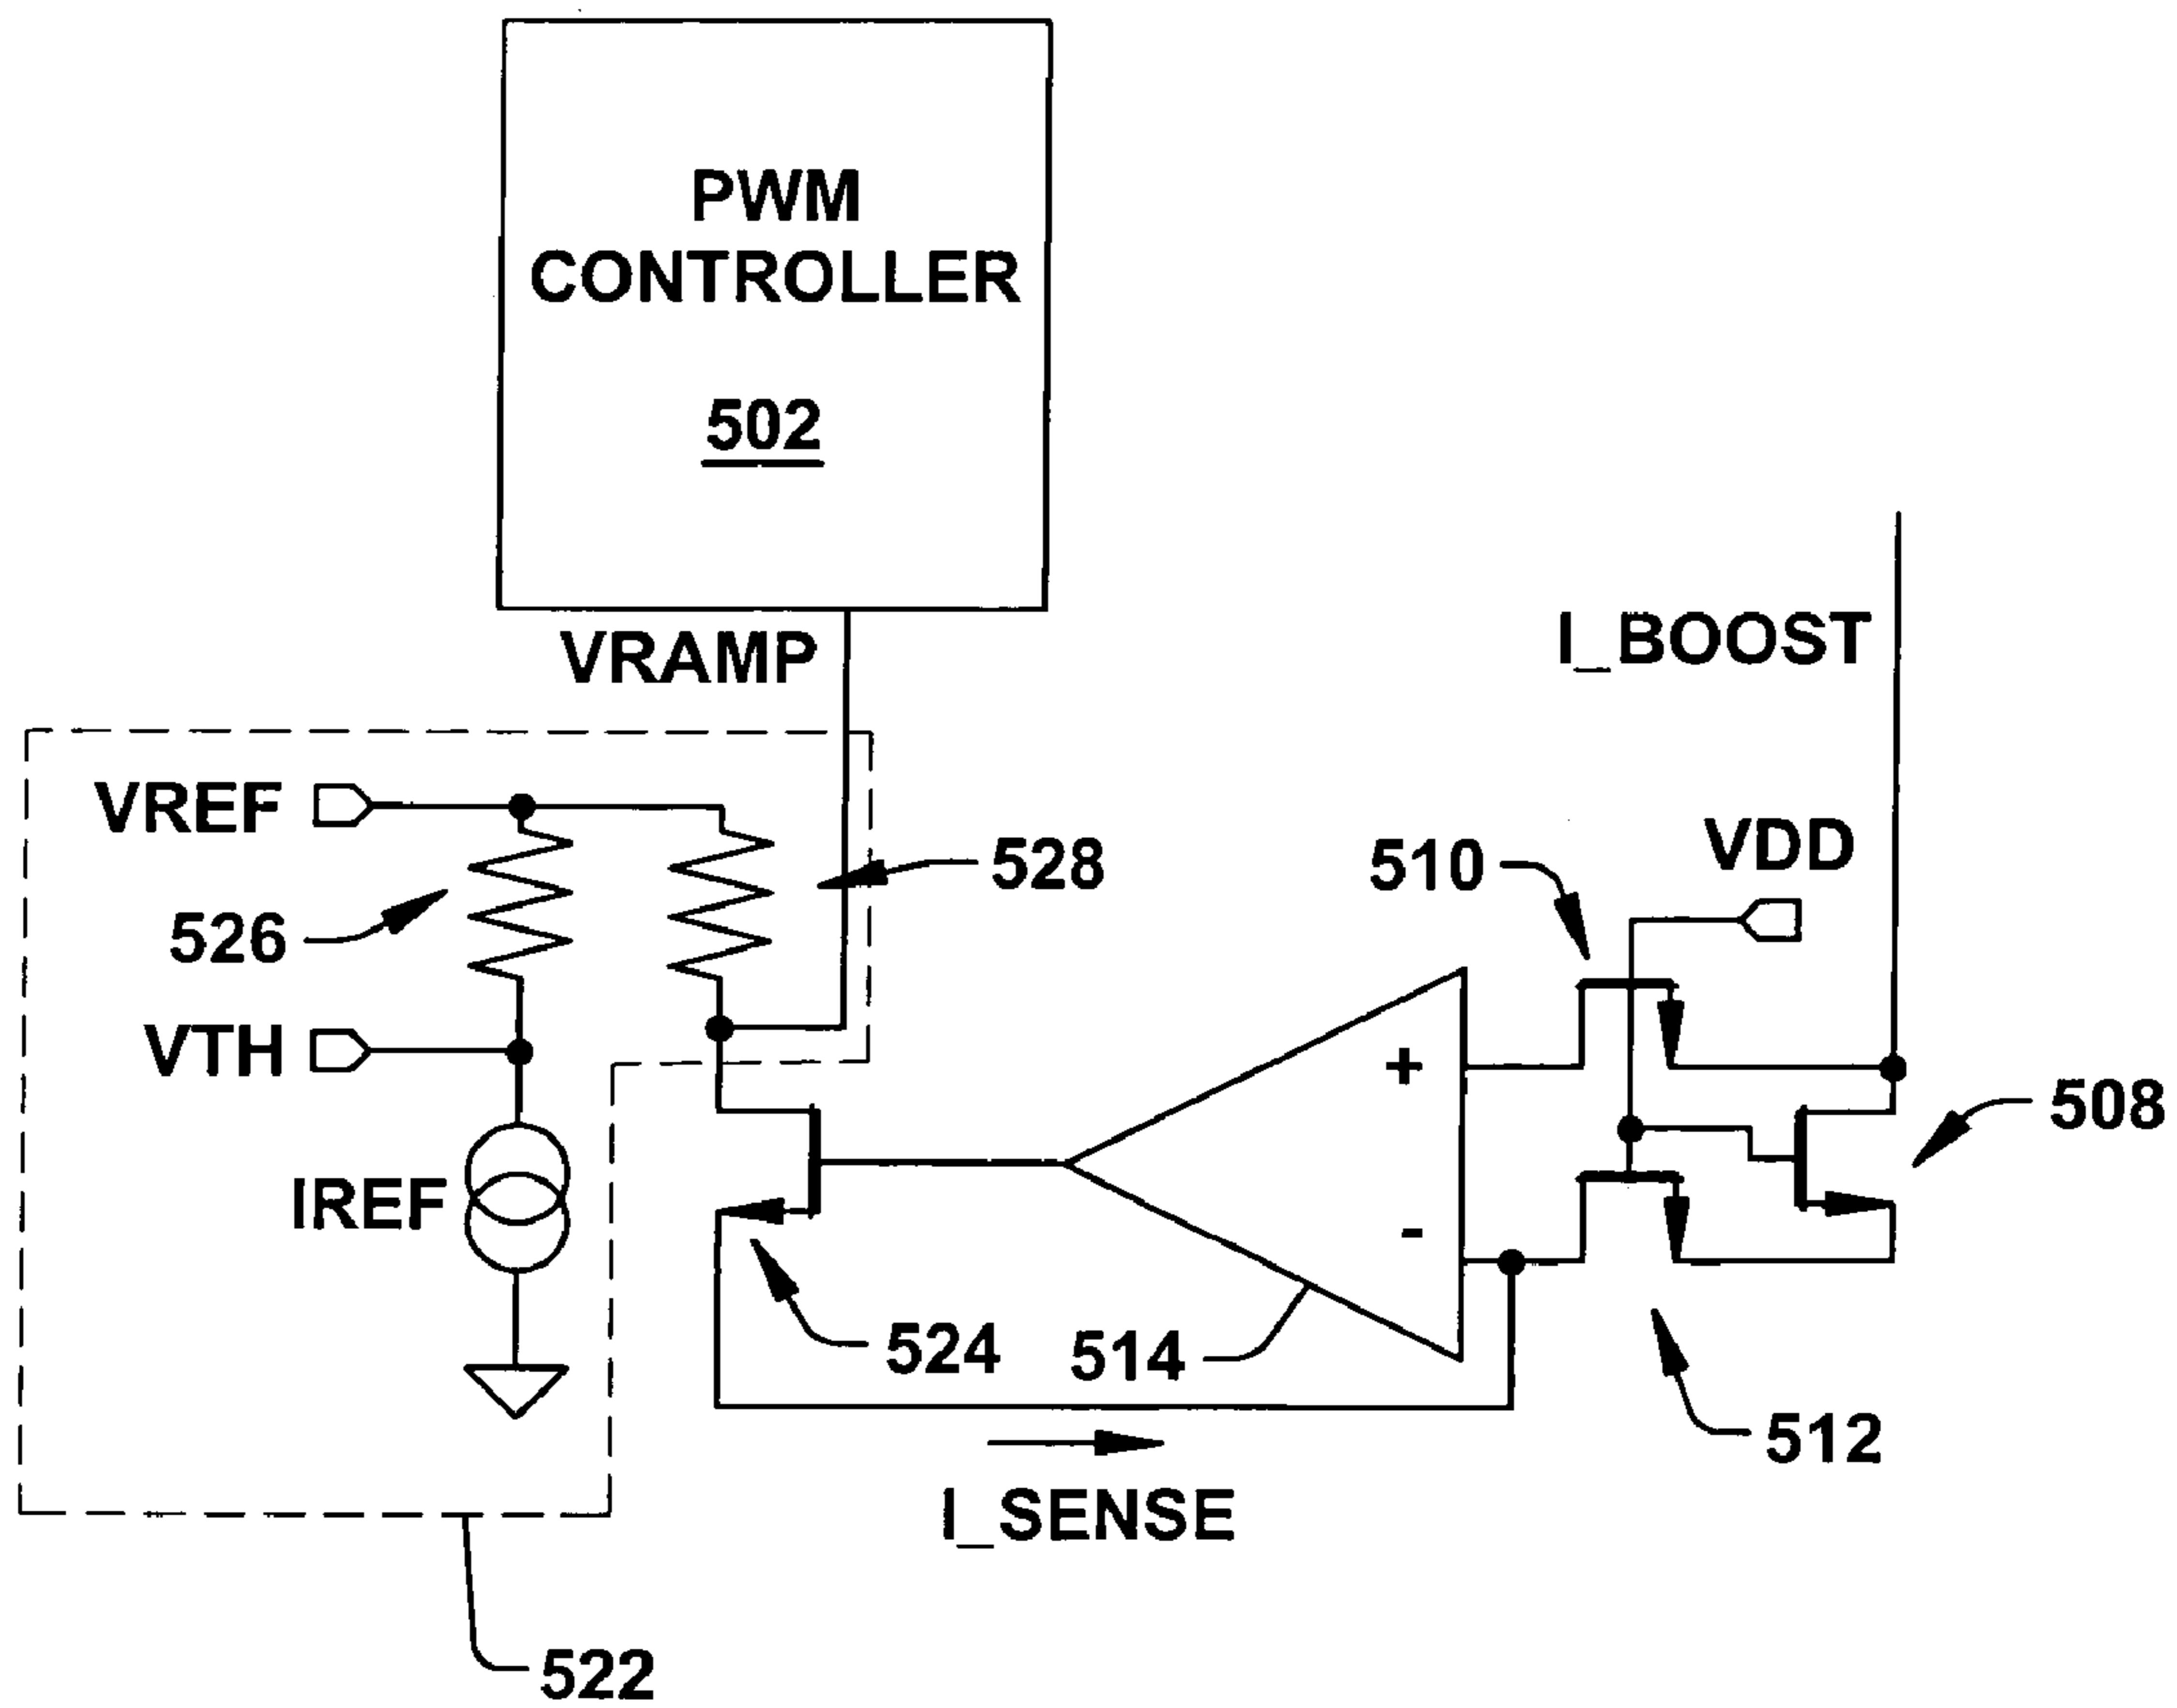 PWM
CONTROLLER
502
VRAMP
I_BOOST
VREF
528
510
VDD
526
VTH
+
508
IREF
-
524
514
512
I_SENSE
522